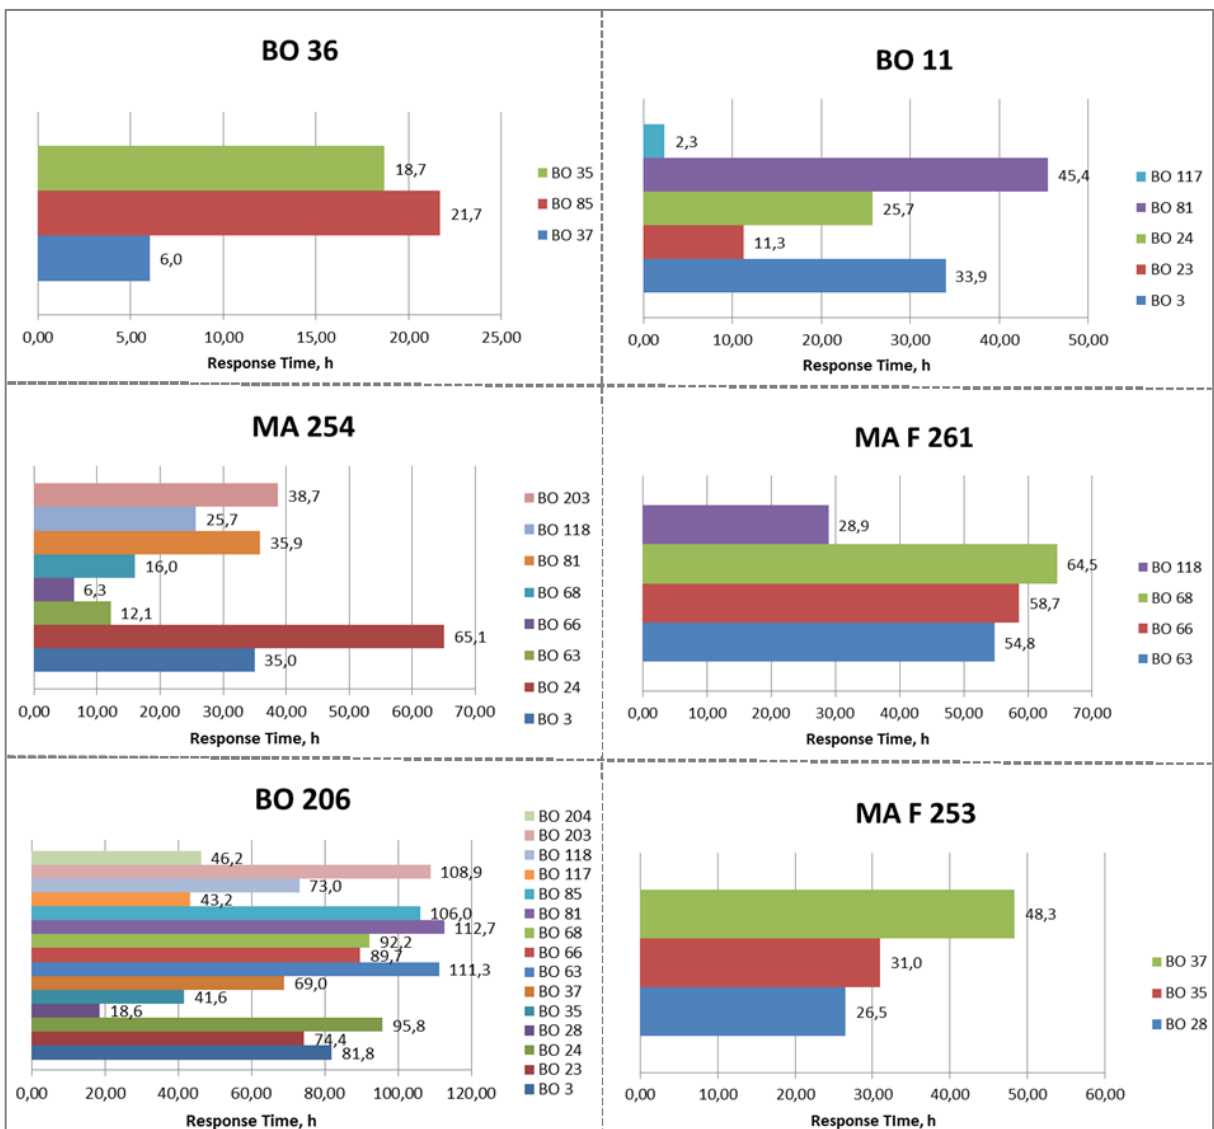 BO 36
18,7
21,7
6,0
BO 35
BO 85
BO 37
0,00 5,00 10,00 15,00 20,00 25,00
Response Time, h
BO 11
2,3
45,4
25,7
11,3
33,9
BO 117
BO 81
BO 24
BO 23
BO 3
0,00 10,00 20,00 30,00 40,00 50,00
Response Time, h
MA 254
38,7
25,7
35,9
16,0
6,3
12,1
65,1
35,0
BO 203
BO 118
BO 81
BO 68
BO 66
BO 63
BO 24
BO 3
0,00 10,00 20,00 30,00 40,00 50,00 60,00 70,00
Response Time, h
MA F 261
28,9
64,5
58,7
54,8
BO 118
BO 68
BO 66
BO 63
0,00 10,00 20,00 30,00 40,00 50,00 60,00 70,00
Response Time, h
BO 206
46,2
108,9
73,0
43,2
106,0
112,7
92,2
89,7
111,3
69,0
41,6
18,6
95,8
74,4
81,8
BO 204
BO 203
BO 118
BO 117
BO 85
BO 81
BO 68
BO 66
BO 63
BO 37
BO 35
BO 28
BO 24
BO 23
BO 3
0,00 20,00 40,00 60,00 80,00 100,00 120,00
Response Time, h
MA F 253
48,3
31,0
26,5
BO 37
BO 35
BO 28
0,00 10,00 20,00 30,00 40,00 50,00 60,00
Response TIme, h